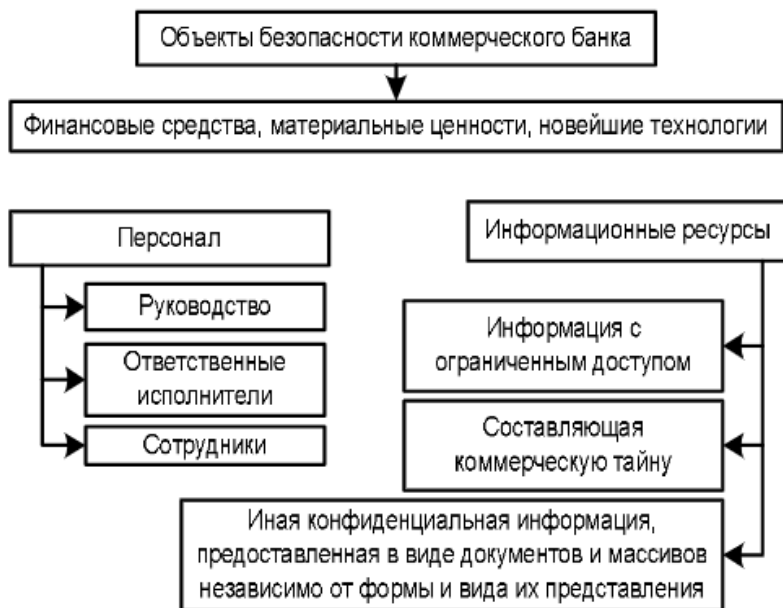 Объекты безопасности коммерческого банка
Финансовые средства, материальные ценности, новейшие технологии
Персонал
Руководство
Ответственные
исполнители
Сотрудники
Информационные ресурсы
Информация с
ограниченным доступом
Составляющая
коммерческую тайну
Иная конфиденциальная информация,
предоставленная в виде документов и массивов
независимо от формы и вида их представления